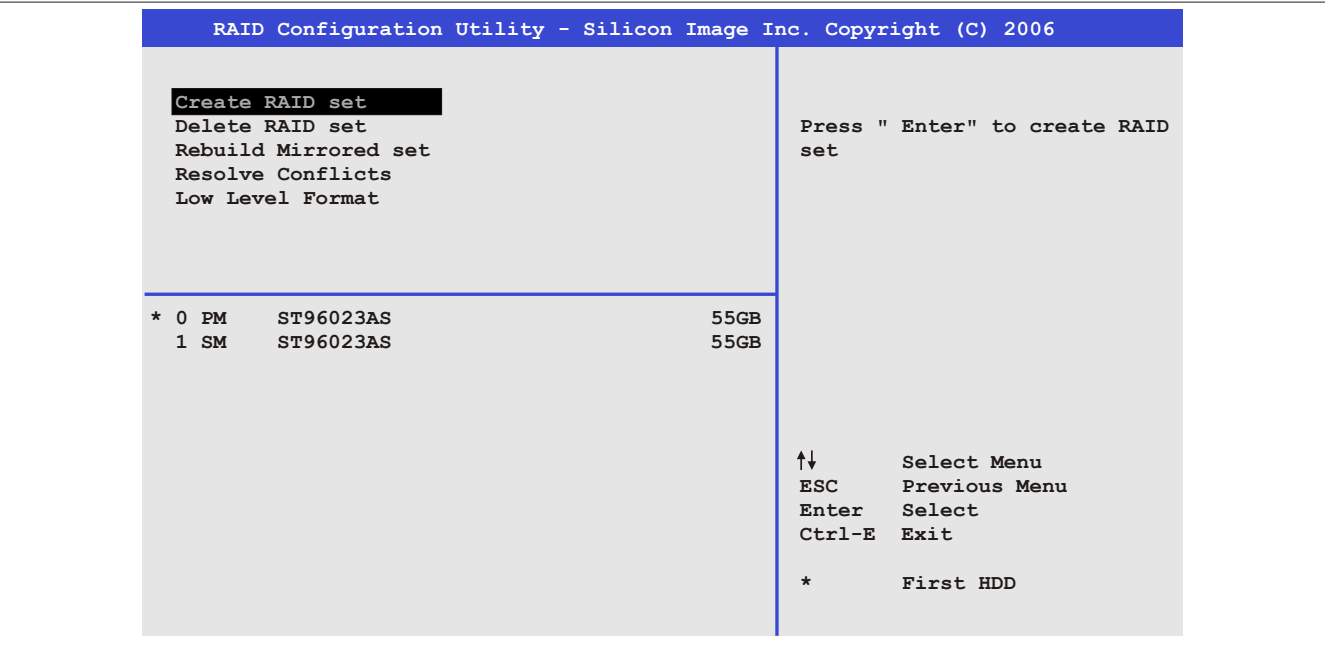 RAID Configuration Utility - Silicon Image Inc. Copyright (C) 2006
Create RAID set
Delete RAID set
Rebuild Mirrored set
Resolve Conflicts
Low Level Format
Press " Enter" to create RAID
set
* 0 PM ST96023AS 55GB
1 SM ST96023AS 55GB
↑↓ Select Menu
ESC Previous Menu
Enter Select
Ctrl-E Exit
* First HDD